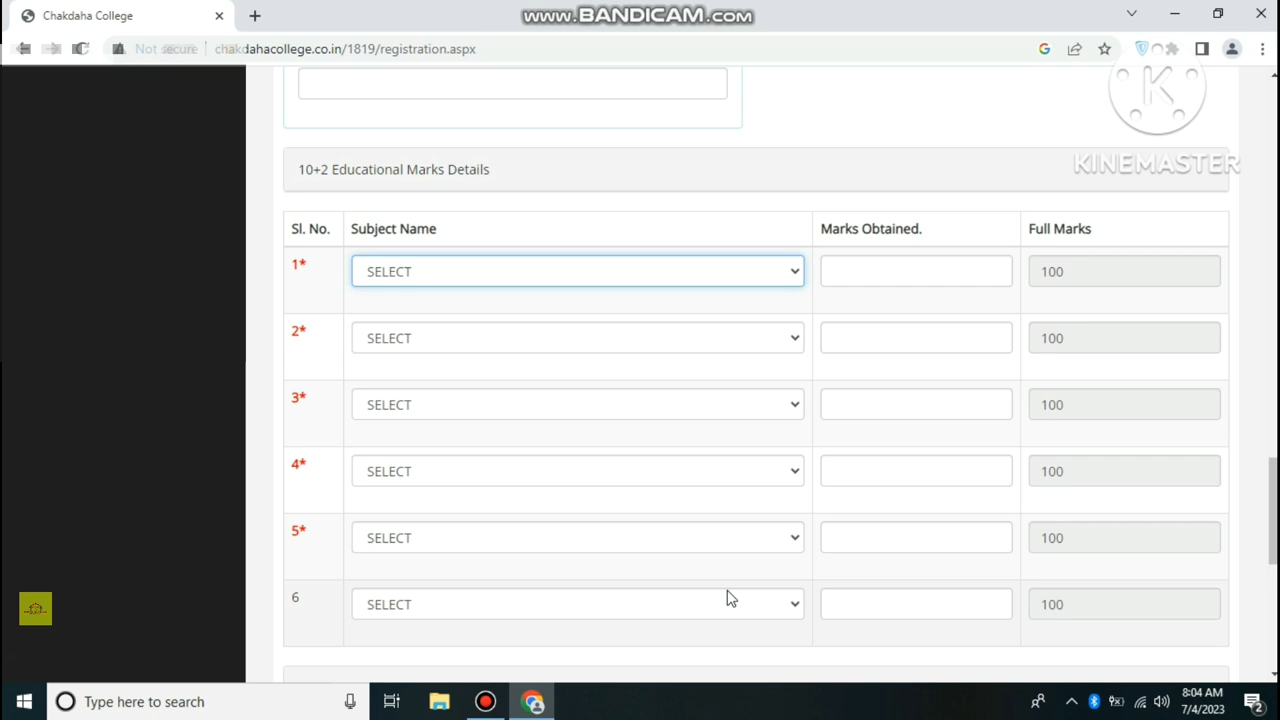 Chakdaha College
www.BANDICAM.com
Not secure
chakdahacollege.co.in/1819/registration.aspx
K
KINEMASTER
10+2 Educational Marks Details
Sl. No. Subject Name Marks Obtained. Full Marks
1* SELECT 100
2* SELECT 100
3* SELECT 100
4* SELECT 100
5* SELECT 100
6 SELECT 100
Type here to search
8:04 AM
7/4/2023
2